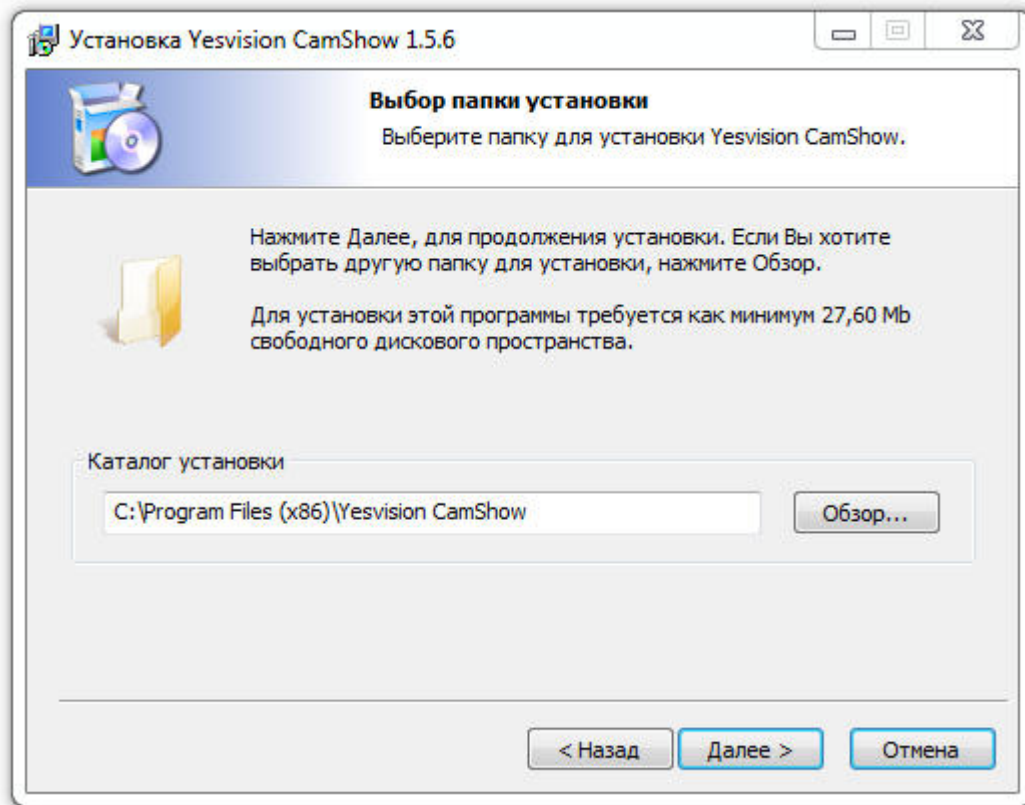 Установка Yesvision CamShow 1.5.6
Выбор папки установки
Выберите папку для установки Yesvision CamShow.
Нажмите Далее, для продолжения установки. Если Вы хотите
выбрать другую папку для установки, нажмите Обзор.
Для установки этой программы требуется как минимум 27,60 Mb
свободного дискового пространства.
Каталог установки
C:\Program Files (x86)\Yesvision CamShow
Обзор...
< Назад
Далее >
Отмена